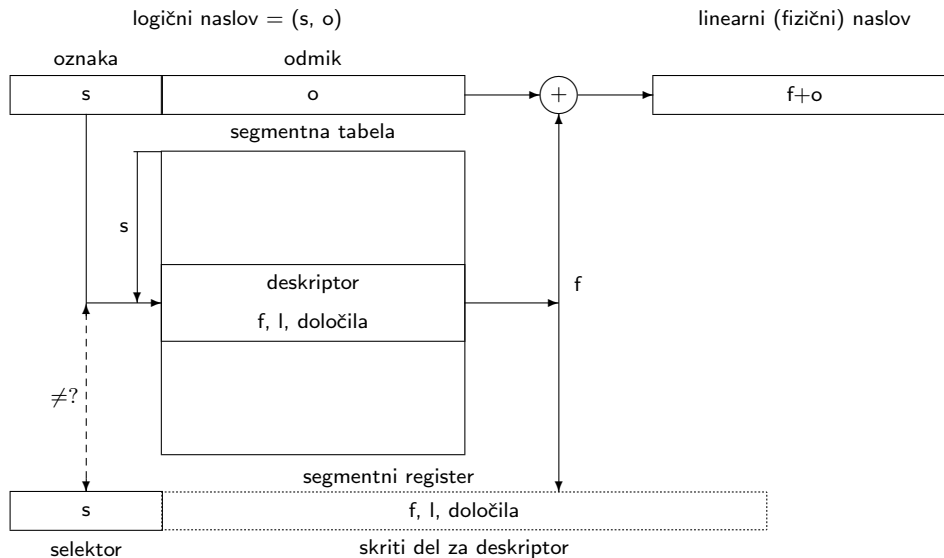 logični naslov = (s, o)
linearni (fizični) naslov
oznaka
odmik
s
o
+
f+o
segmentna tabela
s
deskriptor
f
f, l, določila
≠?
segmentni register
s
f, l, določila
selektor
skriti del za deskriptor